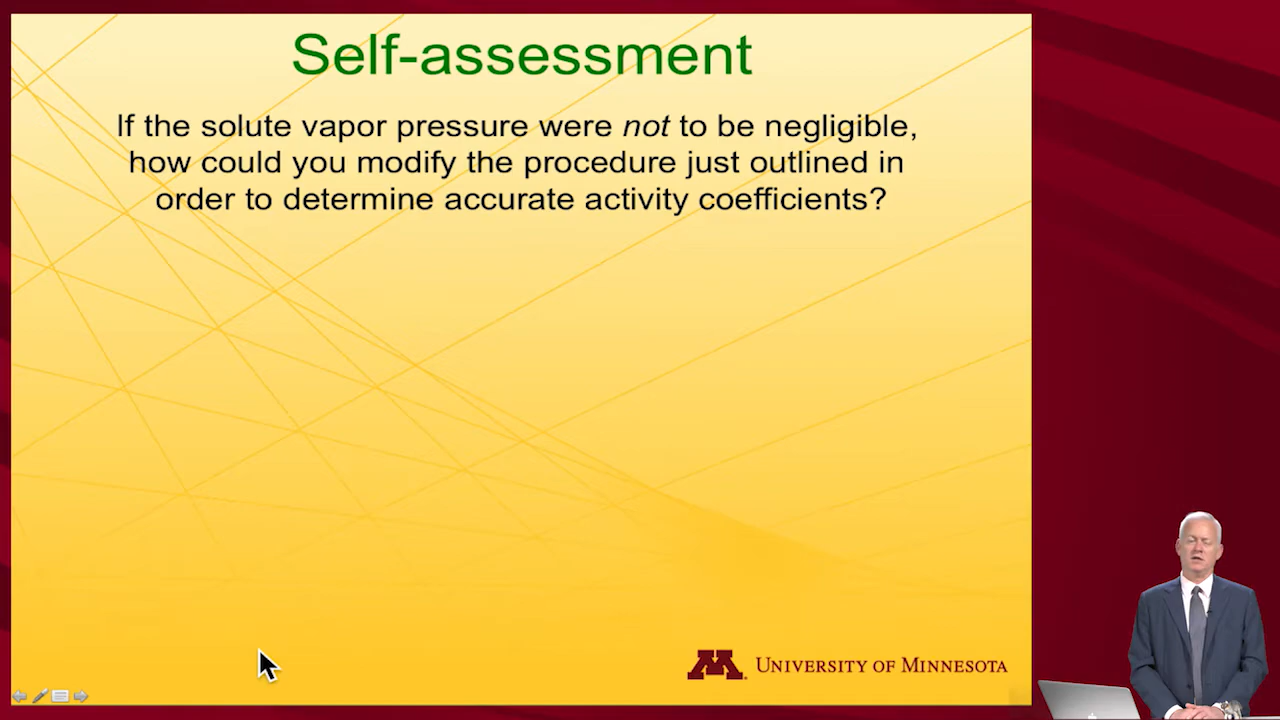 Self-assessment
If the solute vapor pressure were not to be negligible,
how could you modify the procedure just outlined in
order to determine accurate activity coefficients?
M
UNIVERSITY OF MINNESOTA